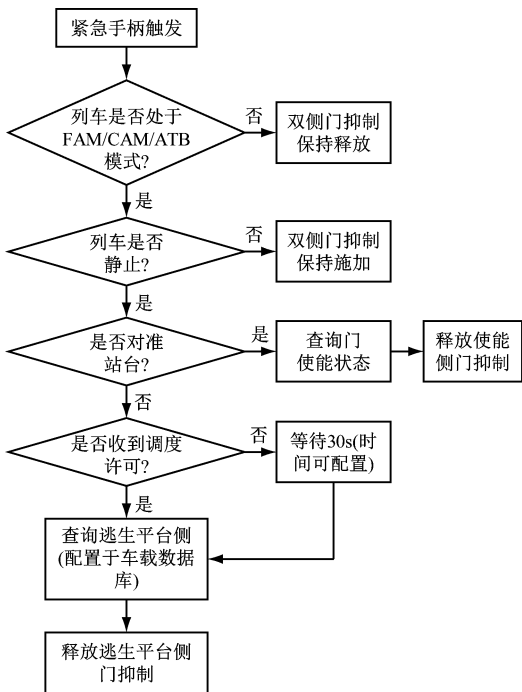 紧急手柄触发
列车是否处于
FAM/CAM/ATB
模式?
否
双侧门抑制
保持释放
是
列车是否
静止?
否
双侧门抑制
保持施加
是
是否对准
站台?
是
查询门
使能状态
释放使能
侧门抑制
否
是否收到调度
许可?
否
等待30s(时
间可配置)
是
查询逃生平台侧
(配置于车载数据
库)
释放逃生平台侧
门抑制